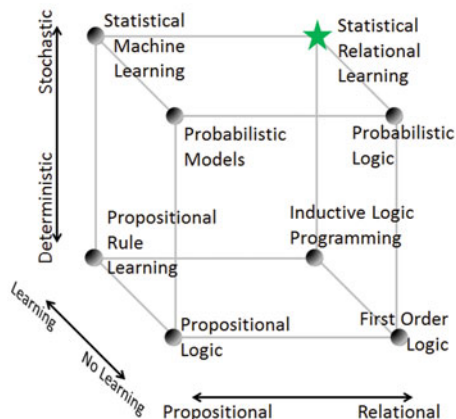 Statistical
Machine
Learning
Statistical
Relational
Learning
Stochastic
Probabilistic
Models
Probabilistic
Logic
Deterministic
Propositional
Rule
Learning
Inductive Logic
Programming
Learning
No Learning
Propositional
Logic
First Order
Logic
Propositional
Relational